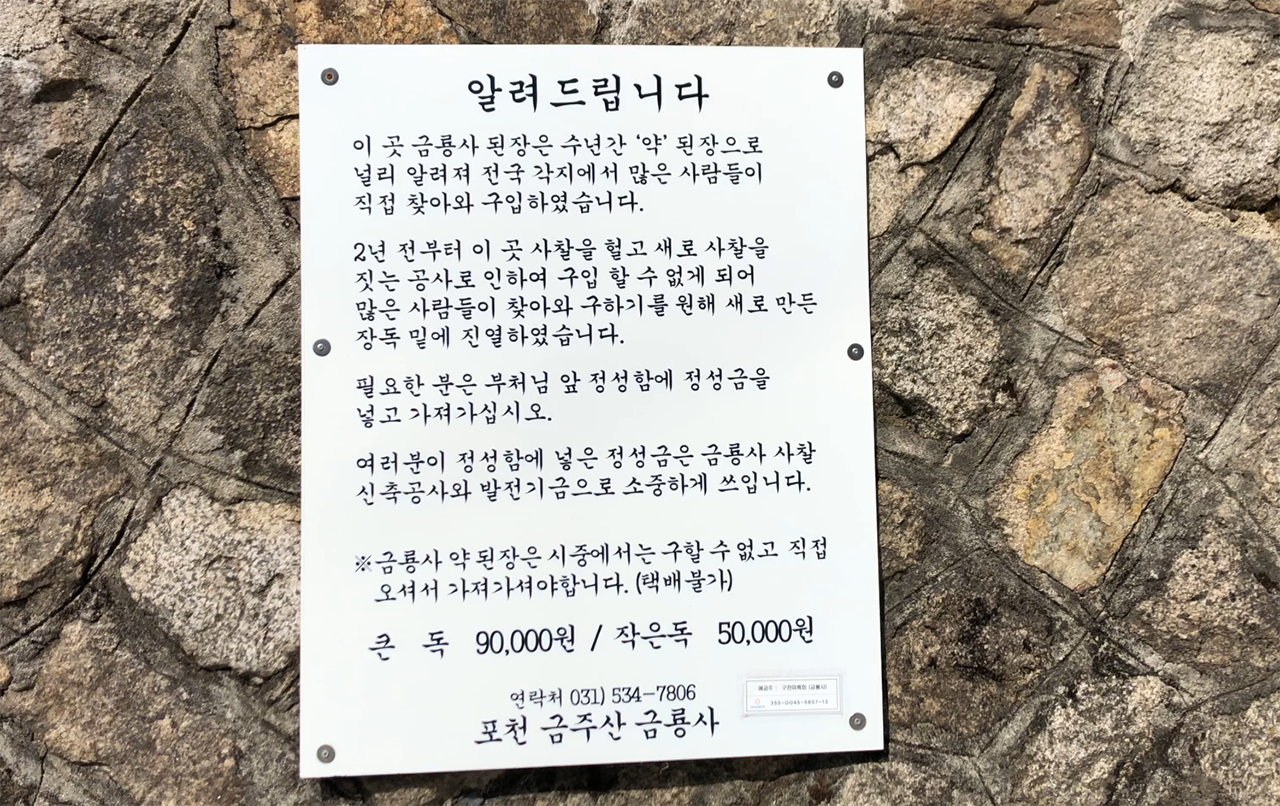 알려드립니다
이 곳 금룡사 된장은 수년간 ‘약’ 된장으로
널리 알려져 전국 각지에서 많은 사람들이
직접 찾아와 구입하였습니다.
2년 전부터 이 곳 사찰을 헐고 새로 사찰을
짓는 공사로 인하여 구입 할 수 없게 되어
많은 사람들이 찾아와 구하기를 원해 새로 만든
장독 밑에 진열하였습니다.
필요한 분은 부처님 앞 정성함에 정성금을
넣고 가져가십시오.
여러분이 정성함에 넣은 정성금은 금룡사 사찰
신축공사와 발전기금으로 소중하게 쓰입니다.
※금룡사 약 된장은 시중에서는 구할 수 없고 직접
오셔서 가져가셔야합니다. (택배불가)
큰 독 90,000원 / 작은독 50,000원
예금주 : (금룡사)
연락처 031) 534-7806
포천 금주산 금룡사